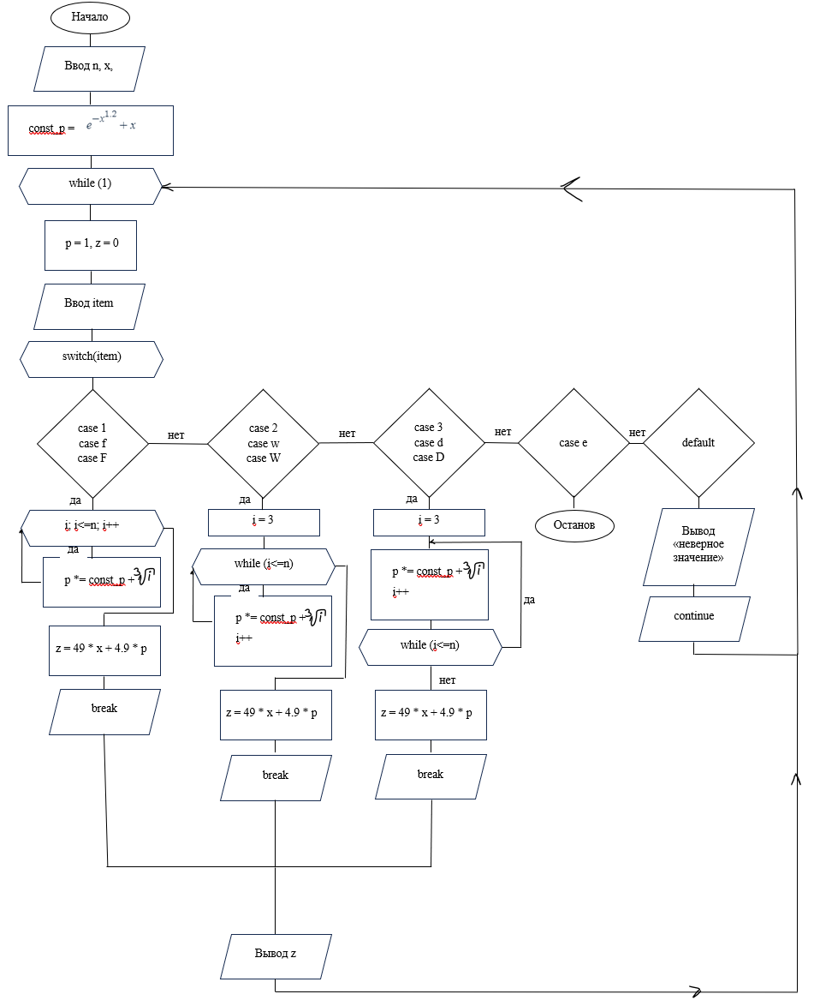 Начало
Ввод n, x,
const_p = e^{-x^{1.2}} + x
while (1)
p = 1, z = 0
Ввод item
switch(item)
case 1
case f
case F
нет
case 2
case w
case W
нет
case 3
case d
case D
нет
case e
нет
default
да
i; i<=n; i++
да
p *= const_p + ∛i
z = 49 * x + 4.9 * p
break
да
i = 3
while (i<=n)
да
p *= const_p + ∛i
i++
z = 49 * x + 4.9 * p
break
да
i = 3
p *= const_p + ∛i
i++
да
while (i<=n)
нет
z = 49 * x + 4.9 * p
break
Останов
Вывод
«неверное
значение»
continue
Вывод z